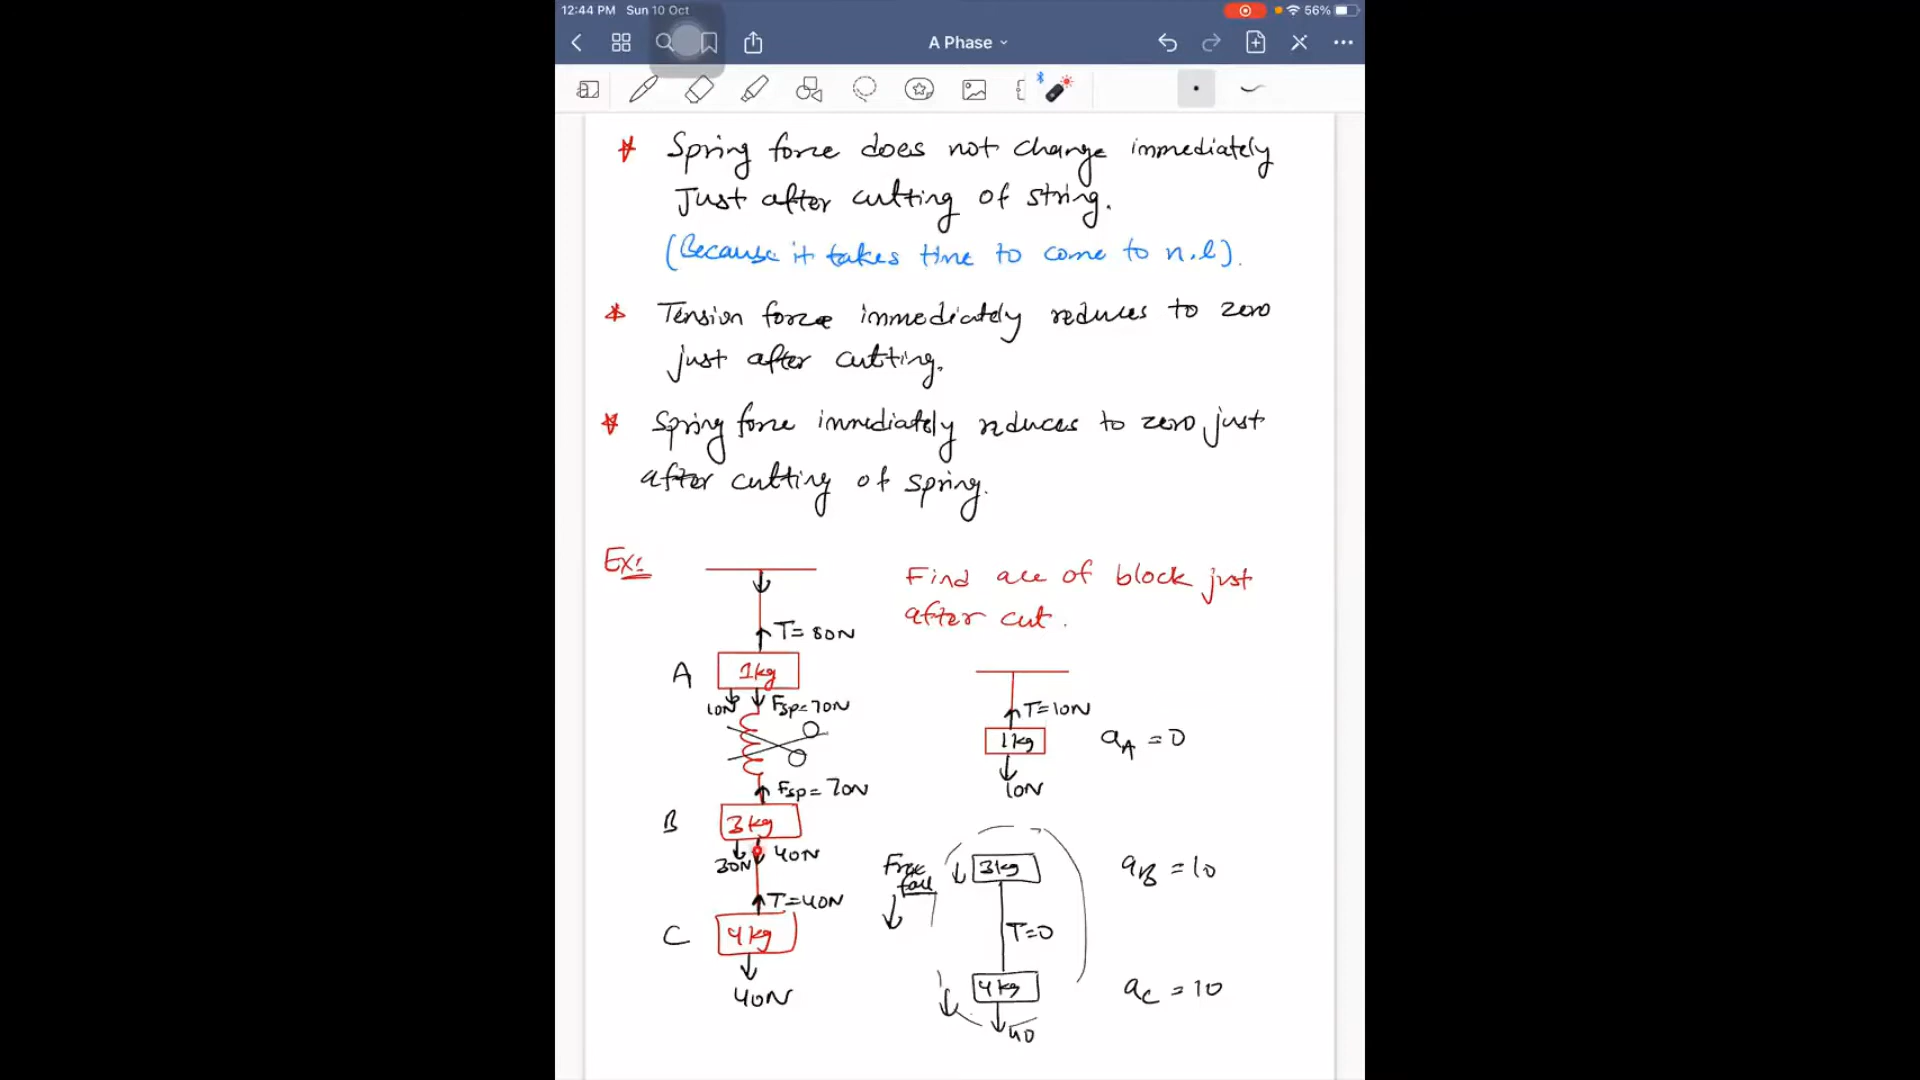 12:44 PM Sun 10 Oct
56%
A Phase
Spring force does not change immediately
Just after cutting of string.
(Because it takes time to come to n.l).
Tension force immediately reduces to zero
just after cutting.
Spring force immediately reduces to zero just
after cutting of spring.
Ex:
Find acc of block just
after cut.
T= 80N
A
1kg
10N
Fsp=70N
T=10N
1kg
aA = 0
10N
Fsp= 70N
B
3kg
30N
40N
Free
fall
3kg
aB = 10
T=40N
C
4kg
T=0
40N
4kg
aC = 10
40